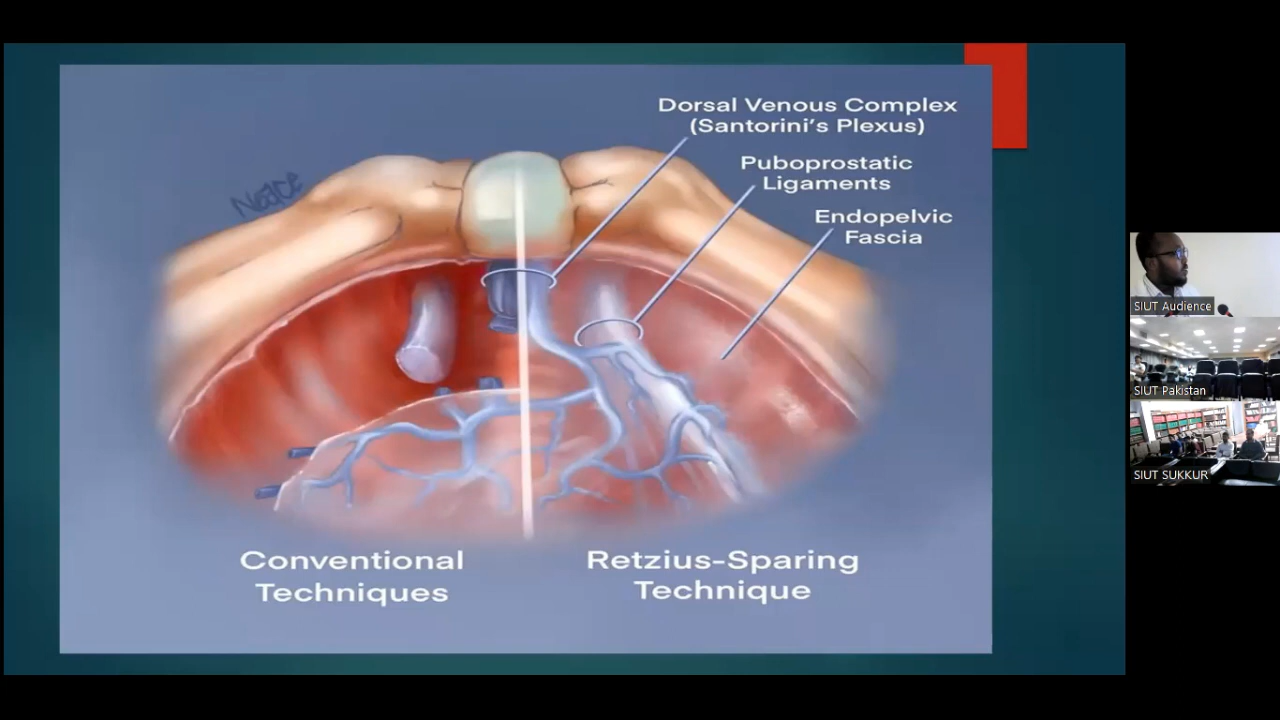 Dorsal Venous Complex
(Santorini's Plexus)
Puboprostatic
Ligaments
Endopelvic
Fascia
Conventional
Techniques
Retzius-Sparing
Technique
SIUT Audience
SIUT Pakistan
SIUT SUKKUR